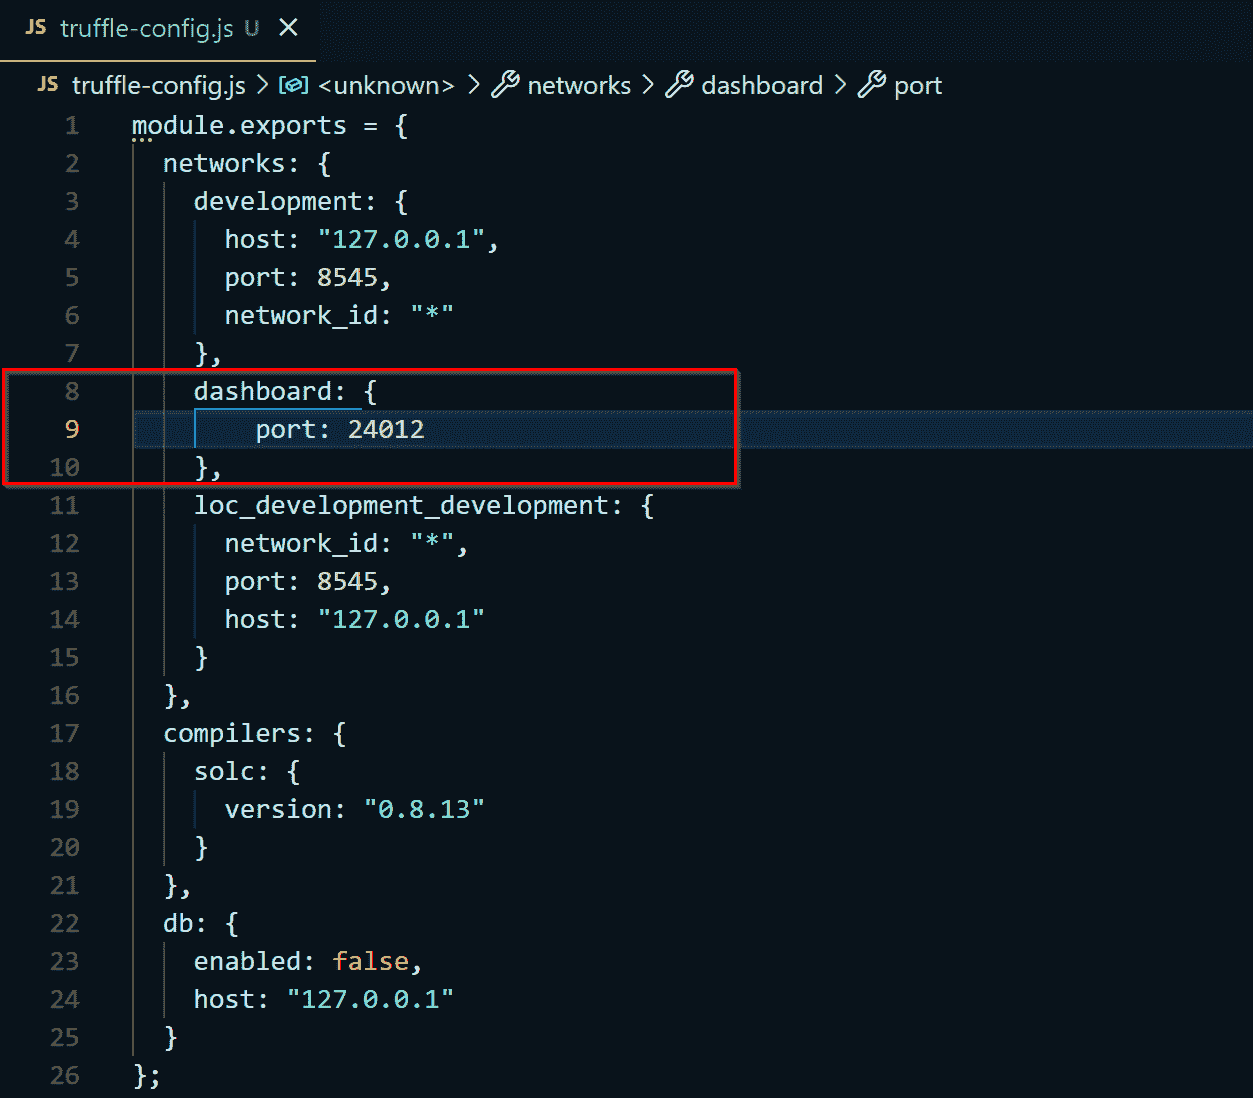 JS truffle-config.js U ×
JS truffle-config.js > <unknown> > networks > dashboard > port
1 module.exports = {
2   networks: {
3     development: {
4       host: "127.0.0.1",
5       port: 8545,
6       network_id: "*"
7     },
8     dashboard: {
9         port: 24012
10     },
11     loc_development_development: {
12       network_id: "*",
13       port: 8545,
14       host: "127.0.0.1"
15     }
16   },
17   compilers: {
18     solc: {
19       version: "0.8.13"
20     }
21   },
22   db: {
23     enabled: false,
24     host: "127.0.0.1"
25   }
26 };